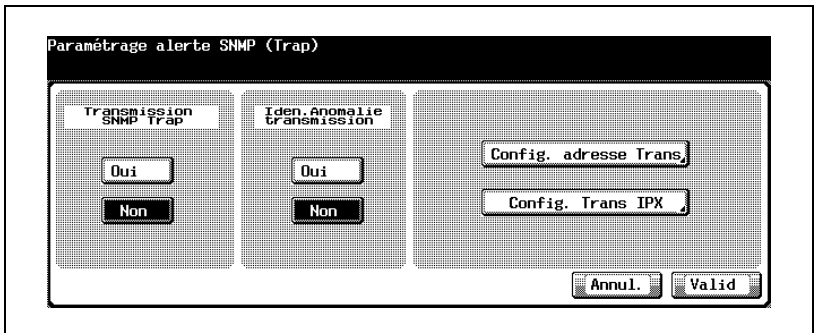 Paramétrage alerte SNMP (Trap)
Transmission
SNMP Trap
Iden.Anomalie
transmission
Oui
Oui
Config. adresse Trans
Non
Non
Config. Trans IPX
Annul.
Valid